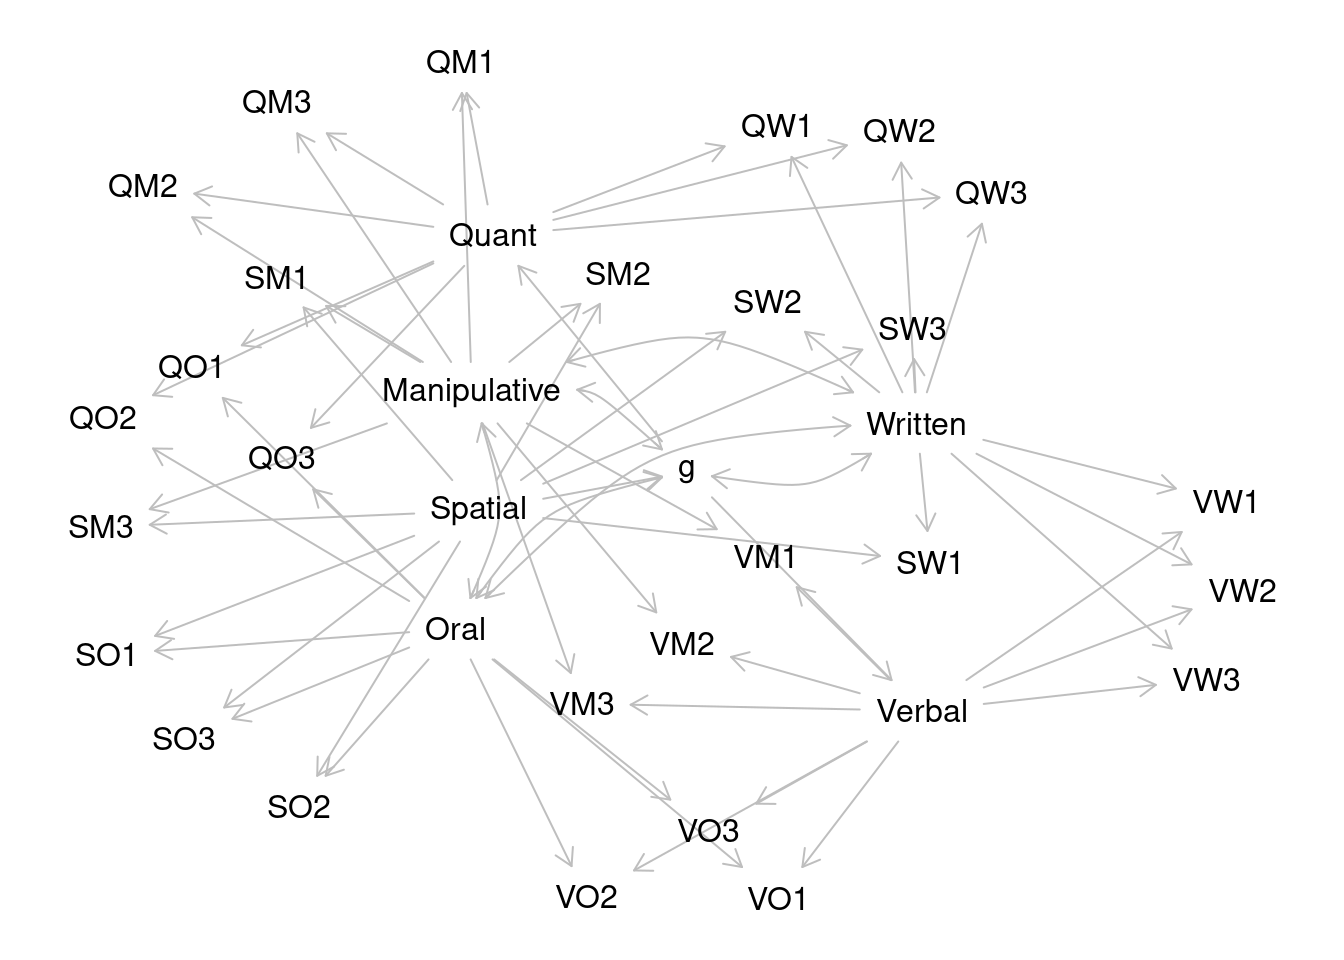 QM1
QM3
QW1
QW2
QM2
QW3
Quant
SM1
SM2
SW2
SW3
QO1
Manipulative
QO2
Written
QO3
g
Spatial
VW1
SM3
VM1
SW1
VW2
Oral
VM2
SO1
VW3
VM3
Verbal
SO3
SO2
VO3
VO2
VO1